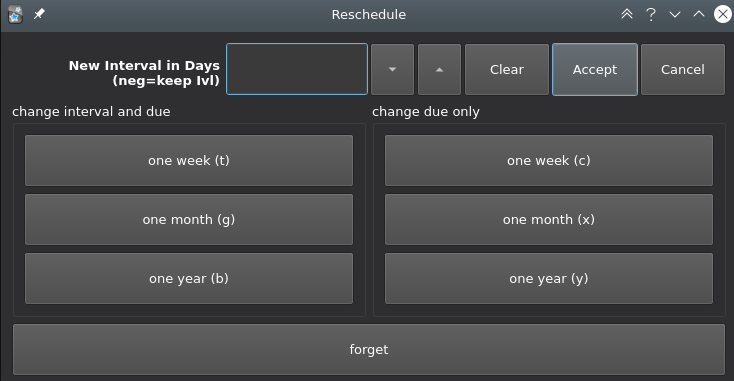 Reschedule
New Interval in Days
(neg=keep Ivl)
Clear
Accept
Cancel
change interval and due
change due only
one week (t)
one week (c)
one month (g)
one month (x)
one year (b)
one year (y)
forget